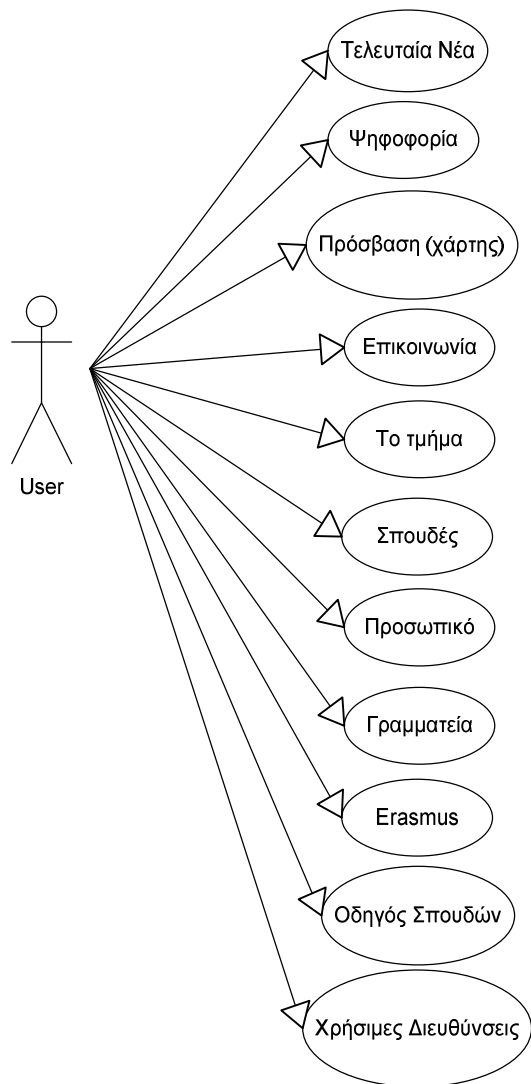 Τελευταία Νέα
Ψηφοφορία
Πρόσβαση (χάρτης)
Επικοινωνία
Το τμήμα
User
Σπουδές
Προσωπικό
Γραμματεία
Erasmus
Οδηγός Σπουδών
Χρήσιμες Διευθύνσεις